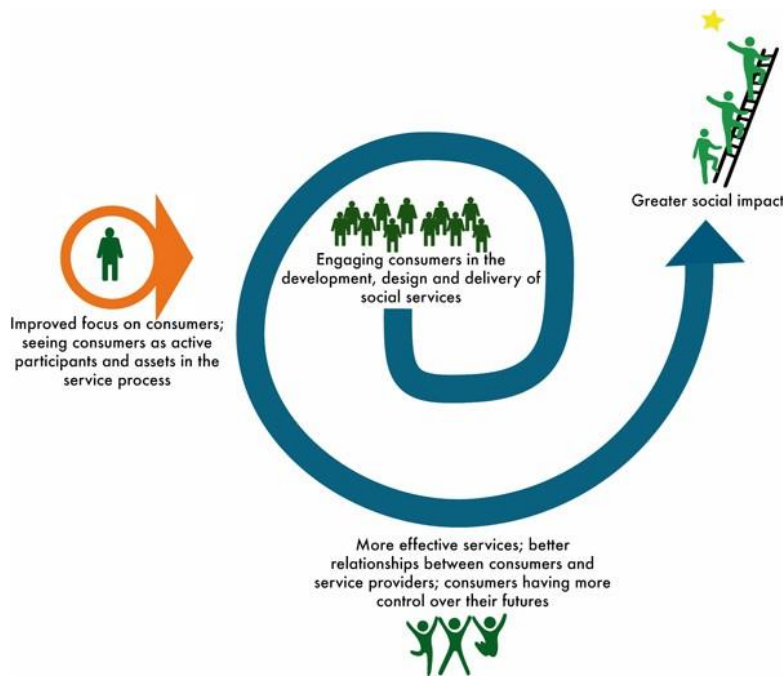 Improved focus on consumers;
seeing consumers as active
participants and assets in the
service process
Engaging consumers in the
development, design and delivery of
social services
More effective services; better
relationships between consumers and
service providers; consumers having more
control over their futures
Greater social impact